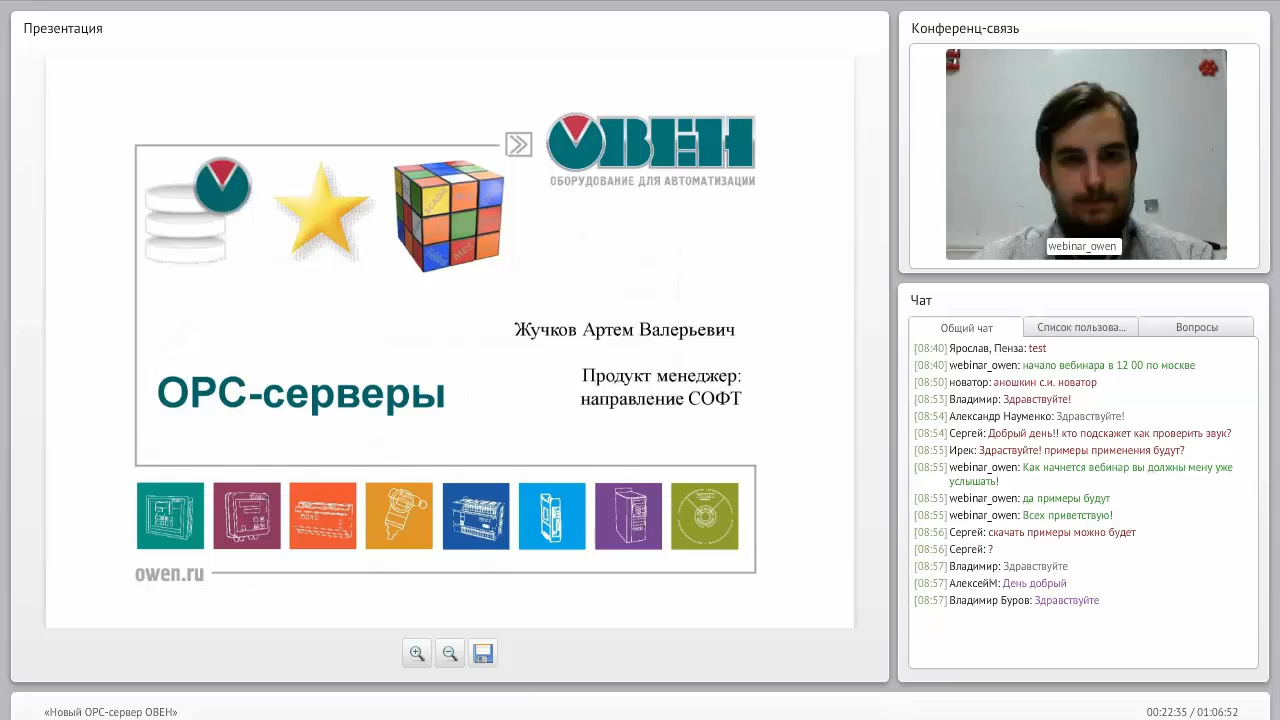 Презентация
ОВЕН
ОБОРУДОВАНИЕ ДЛЯ АВТОМАТИЗАЦИИ
SCADA
MES
Жучков Артем Валерьевич
Продукт менеджер:
направление СОФТ
OPC-серверы
owen.ru
Конференц-связь
webinar_owen
Чат
Общий чат
Список пользова...
Вопросы
[08:40] Ярослав, Пенза: test
[08:40] webinar_owen: начало вебинара в 12 00 по москве
[08:50] новатор: аношкин с.и. новатор
[08:53] Владимир: Здравствуйте!
[08:54] Александр Науменко: Здравствуйте!
[08:54] Сергей: Добрый день!! кто подскажет как проверить звук?
[08:55] Ирек: Здраствуйте! примеры применения будут?
[08:55] webinar_owen: Как начнется вебинар вы должны мену уже
услышать!
[08:55] webinar_owen: да примеры будут
[08:55] webinar_owen: Всех приветствую!
[08:56] Сергей: скачать примеры можно будет
[08:56] Сергей: ?
[08:57] Владимир: Здравствуйте
[08:57] АлексейМ: День добрый
[08:57] Владимир Буров: Здравствуйте
«Новый OPC-сервер ОВЕН»
00:22:35 / 01:06:52